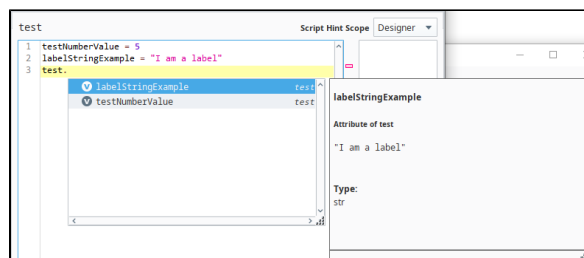 test
Script Hint Scope Designer
1 testNumberValue = 5
2 labelStringExample = "I am a label"
3 test.
V labelStringExample test
V testNumberValue test
labelStringExample
Attribute of test
"I am a label"
Type:
str